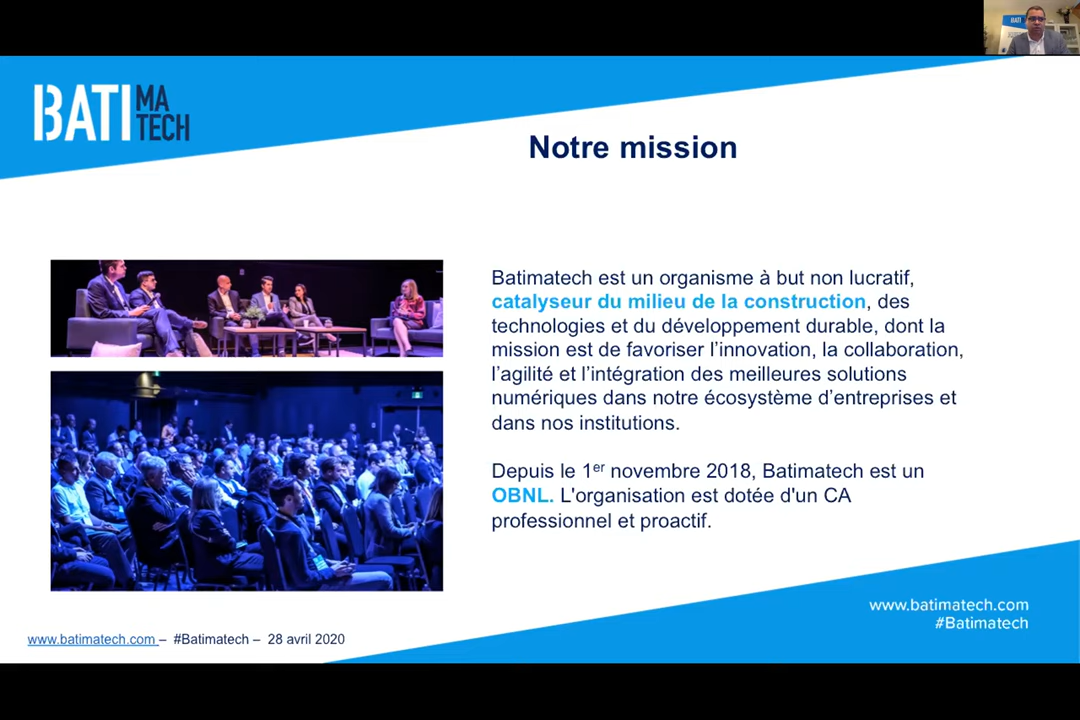 BATI
BATIMATECH
Notre mission
Batimatech est un organisme à but non lucratif,
catalyseur du milieu de la construction, des
technologies et du développement durable, dont la
mission est de favoriser l’innovation, la collaboration,
l’agilité et l’intégration des meilleures solutions
numériques dans notre écosystème d’entreprises et
dans nos institutions.
Depuis le 1er novembre 2018, Batimatech est un
OBNL. L'organisation est dotée d'un CA
professionnel et proactif.
www.batimatech.com
#Batimatech
www.batimatech.com – #Batimatech – 28 avril 2020